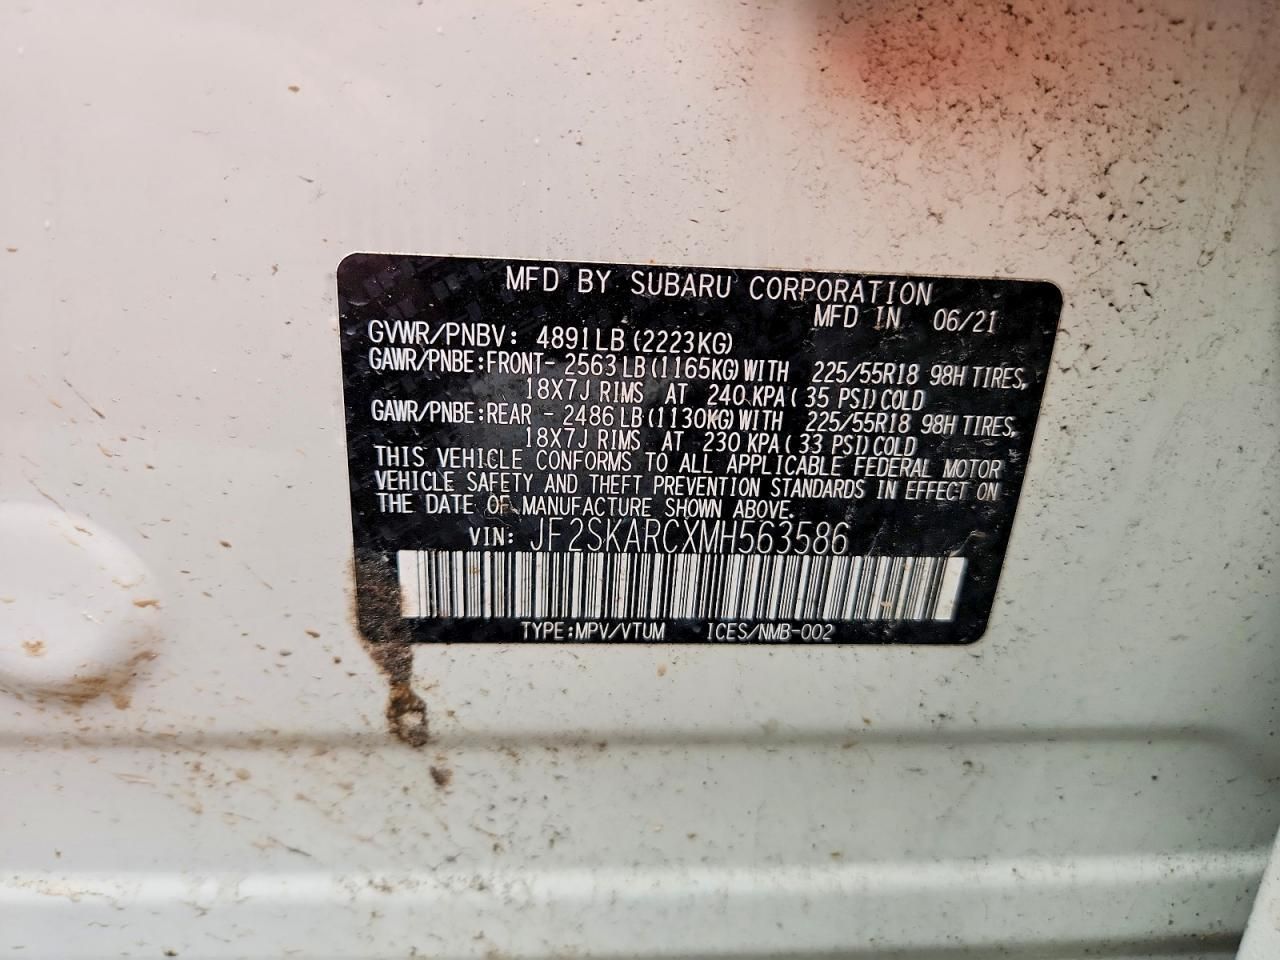 MFD BY SUBARU CORPORATION
MFD IN 06/21
GVWR/PNBV: 4891LB(2223KG)
GAWR/PNBE:FRONT- 2563LB(1165KG)WITH 225/55R18 98H TIRES,
18X7J RIMS AT 240 KPA(35 PSI)COLD
GAWR/PNBE:REAR - 2486LB(1130KG)WITH 225/55R18 98H TIRES,
18X7J RIMS AT 230 KPA(33 PSI)COLD
THIS VEHICLE CONFORMS TO ALL APPLICABLE FEDERAL MOTOR
VEHICLE SAFETY AND THEFT PREVENTION STANDARDS IN EFFECT ON
THE DATE OF MANUFACTURE SHOWN ABOVE.
VIN: JF2SKARCXMH563586
TYPE:MPV/VTUM ICES/NMB-002